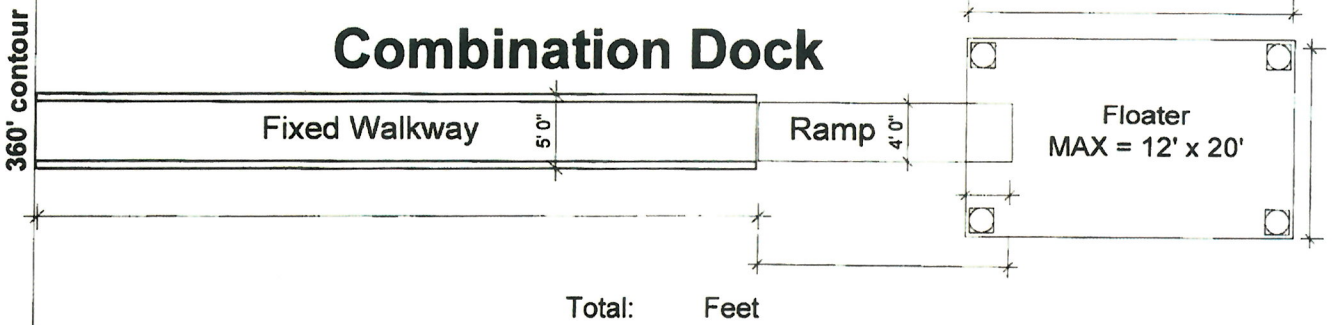 360' contour
Combination Dock
Fixed Walkway
5' 0"
Ramp
4' 0"
Floater
MAX = 12' x 20'
Total: Feet